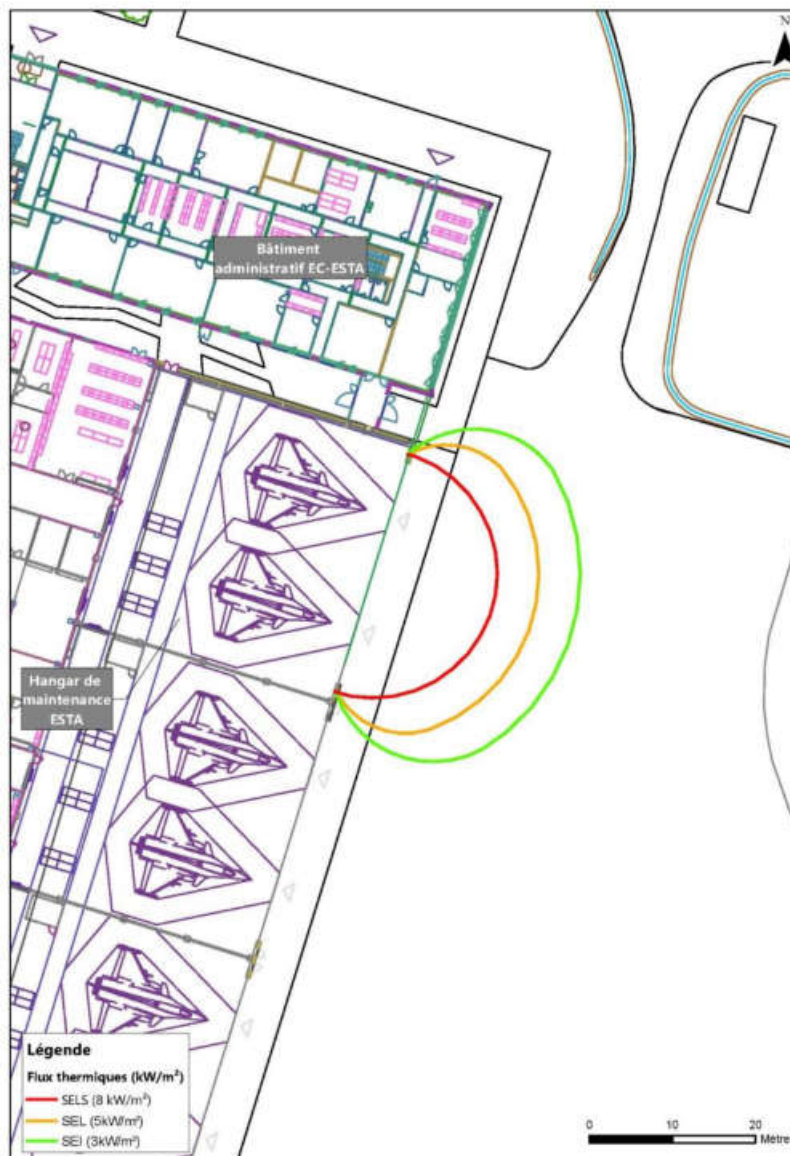 N
Bâtiment
administratif EC-ESTA
Hangar de
maintenance
ESTA
Légende
Flux thermiques (kW/m²)
SELS (8 kW/m²)
SEL (5kW/m²)
SEI (3kW/m²)
0 10 20
Mètre